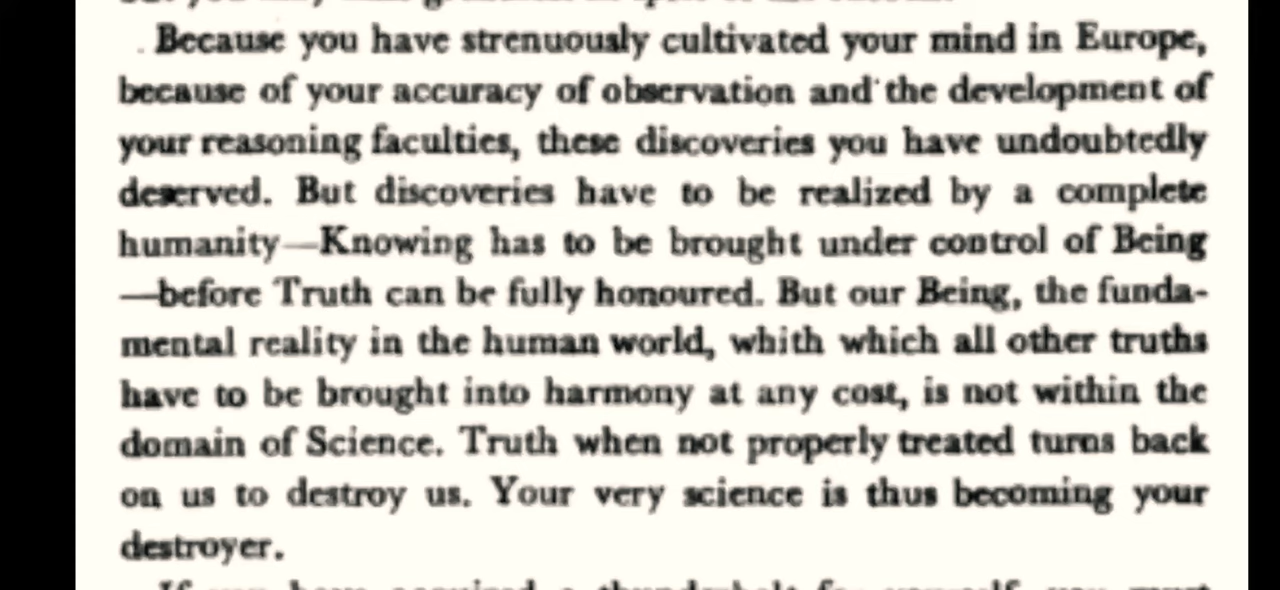 Because you have strenuously cultivated your mind in Europe,
because of your accuracy of observation and the development of
your reasoning faculties, these discoveries you have undoubtedly
deserved. But discoveries have to be realized by a complete
humanity—Knowing has to be brought under control of Being
—before Truth can be fully honoured. But our Being, the funda-
mental reality in the human world, whith which all other truths
have to be brought into harmony at any cost, is not within the
domain of Science. Truth when not properly treated turns back
on us to destroy us. Your very science is thus becoming your
destroyer.